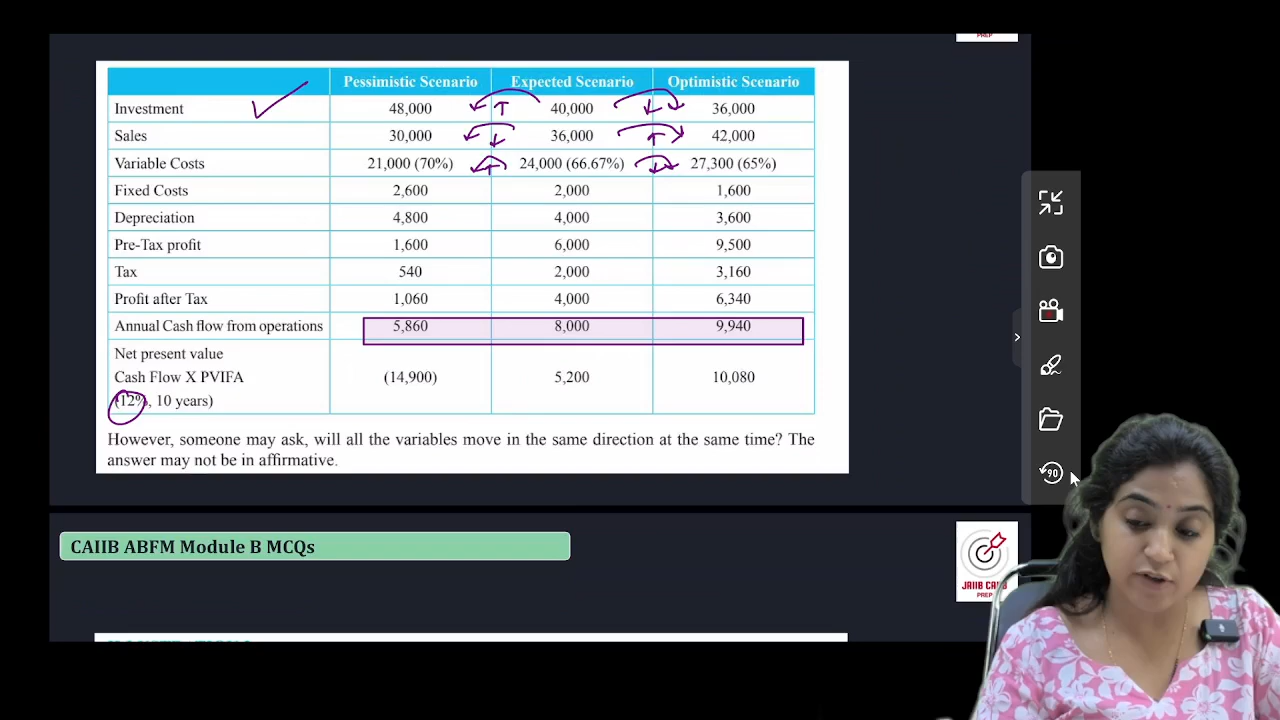 PREP
Pessimistic Scenario Expected Scenario Optimistic Scenario
Investment 48,000 40,000 36,000
Sales 30,000 36,000 42,000
Variable Costs 21,000 (70%) 24,000 (66.67%) 27,300 (65%)
Fixed Costs 2,600 2,000 1,600
Depreciation 4,800 4,000 3,600
Pre-Tax profit 1,600 6,000 9,500
Tax 540 2,000 3,160
Profit after Tax 1,060 4,000 6,340
Annual Cash flow from operations 5,860 8,000 9,940
Net present value
Cash Flow X PVIFA (14,900) 5,200 10,080
(12%, 10 years)
However, someone may ask, will all the variables move in the same direction at the same time? The
answer may not be in affirmative.
90
CAIIB ABFM Module B MCQs
JAIIB CAIIB
PREP